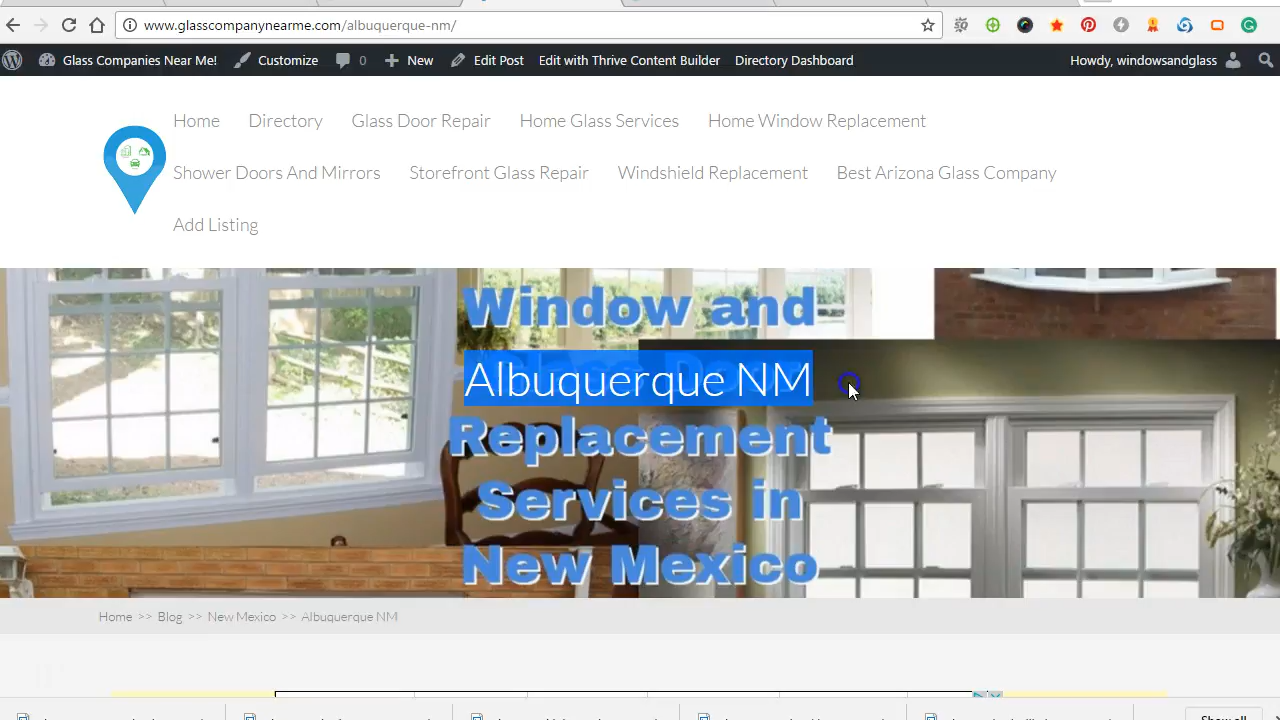 www.glasscompanynearme.com/albuquerque-nm/
Glass Companies Near Me!
Customize
0
New
Edit Post
Edit with Thrive Content Builder
Directory Dashboard
Howdy, windowsandglass
Home
Directory
Glass Door Repair
Home Glass Services
Home Window Replacement
Shower Doors And Mirrors
Storefront Glass Repair
Windshield Replacement
Best Arizona Glass Company
Add Listing
Window and
Albuquerque NM
Replacement
Services in
New Mexico
Home >> Blog >> New Mexico >> Albuquerque NM
Show all